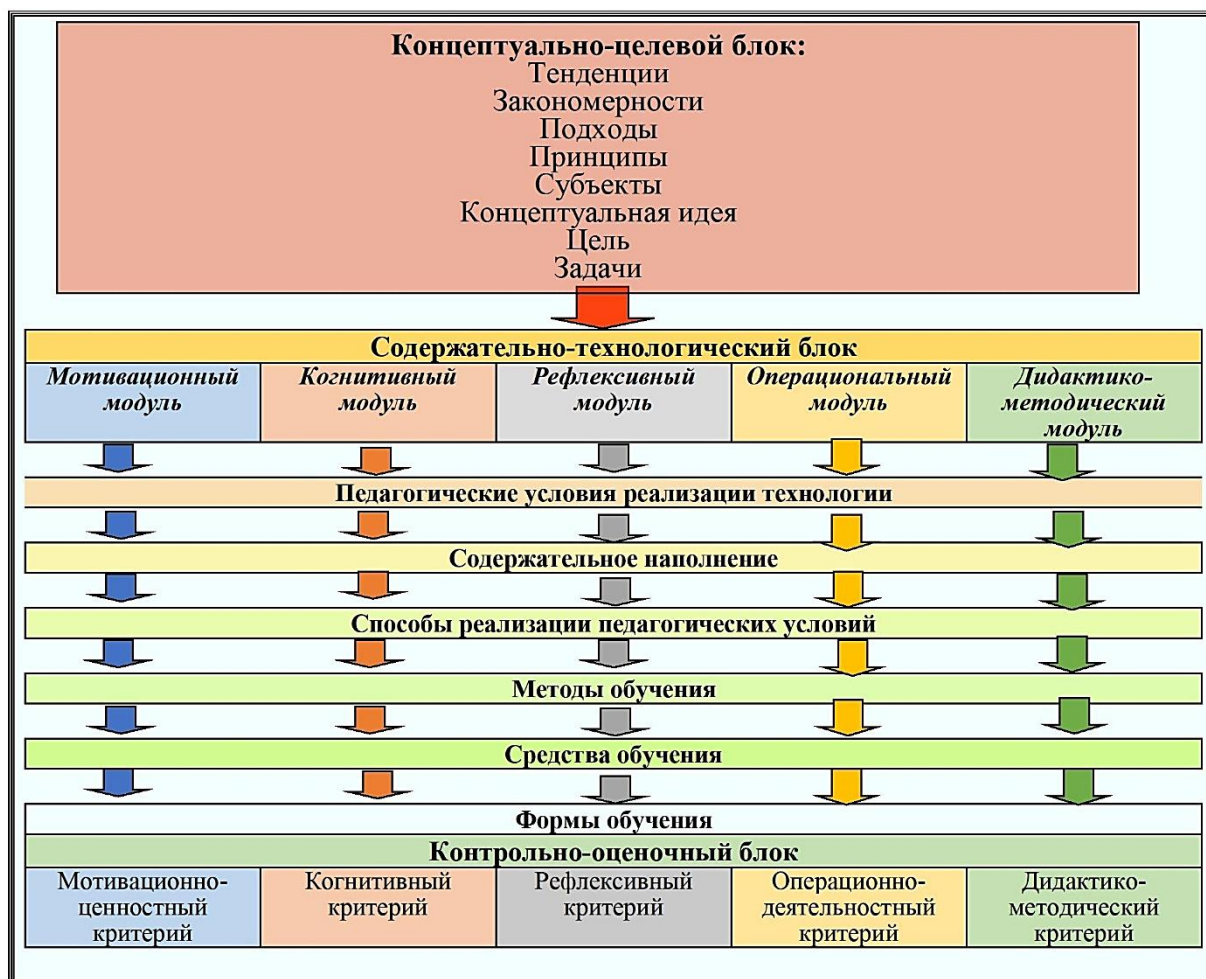 Концептуально-целевой блок:
Тенденции
Закономерности
Подходы
Принципы
Субъекты
Концептуальная идея
Цель
Задачи
Содержательно-технологический блок
Мотивационный
модуль
Когнитивный
модуль
Рефлексивный
модуль
Операциональный
модуль
Дидактико-
методический
модуль
Педагогические условия реализации технологии
Содержательное наполнение
Способы реализации педагогических условий
Методы обучения
Средства обучения
Формы обучения
Контрольно-оценочный блок
Мотивационно-
ценностный
критерий
Когнитивный
критерий
Рефлексивный
критерий
Операционно-
деятельностный
критерий
Дидактико-
методический
критерий